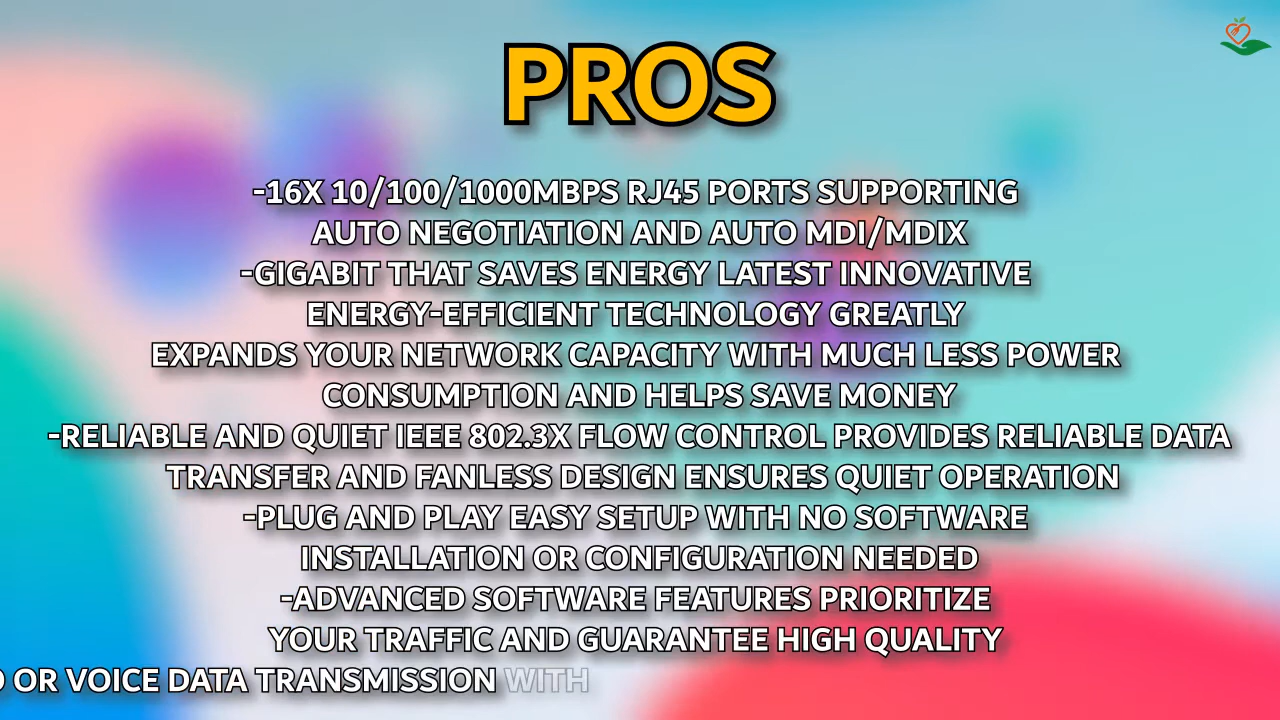 PROS
-16X 10/100/1000MBPS RJ45 PORTS SUPPORTING
AUTO NEGOTIATION AND AUTO MDI/MDIX
-GIGABIT THAT SAVES ENERGY LATEST INNOVATIVE
ENERGY-EFFICIENT TECHNOLOGY GREATLY
EXPANDS YOUR NETWORK CAPACITY WITH MUCH LESS POWER
CONSUMPTION AND HELPS SAVE MONEY
-RELIABLE AND QUIET IEEE 802.3X FLOW CONTROL PROVIDES RELIABLE DATA
TRANSFER AND FANLESS DESIGN ENSURES QUIET OPERATION
-PLUG AND PLAY EASY SETUP WITH NO SOFTWARE
INSTALLATION OR CONFIGURATION NEEDED
-ADVANCED SOFTWARE FEATURES PRIORITIZE
YOUR TRAFFIC AND GUARANTEE HIGH QUALITY
OR VOICE DATA TRANSMISSION WITH